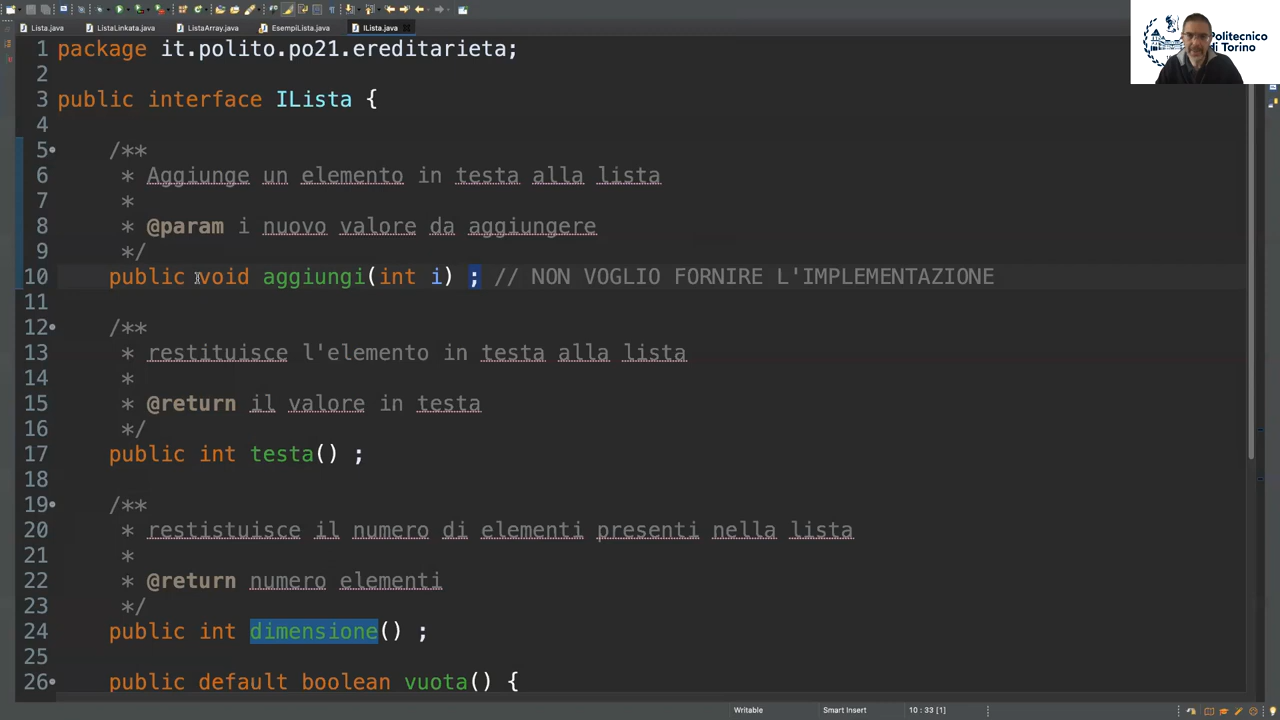 Lista.java ListaLinkata.java ListaArray.java EsempiLista.java ILista.java
Politecnico
di Torino
1 package it.polito.po21.ereditarieta;
2
3 public interface ILista {
4
5 /**
6 * Aggiunge un elemento in testa alla lista
7 *
8 * @param i nuovo valore da aggiungere
9 */
10 public void aggiungi(int i) ; // NON VOGLIO FORNIRE L'IMPLEMENTAZIONE
11
12 /**
13 * restituisce l'elemento in testa alla lista
14 *
15 * @return il valore in testa
16 */
17 public int testa() ;
18
19 /**
20 * restistuisce il numero di elementi presenti nella lista
21 *
22 * @return numero elementi
23 */
24 public int dimensione() ;
25
26 public default boolean vuota() {
Writable Smart Insert 10 : 33 [1]